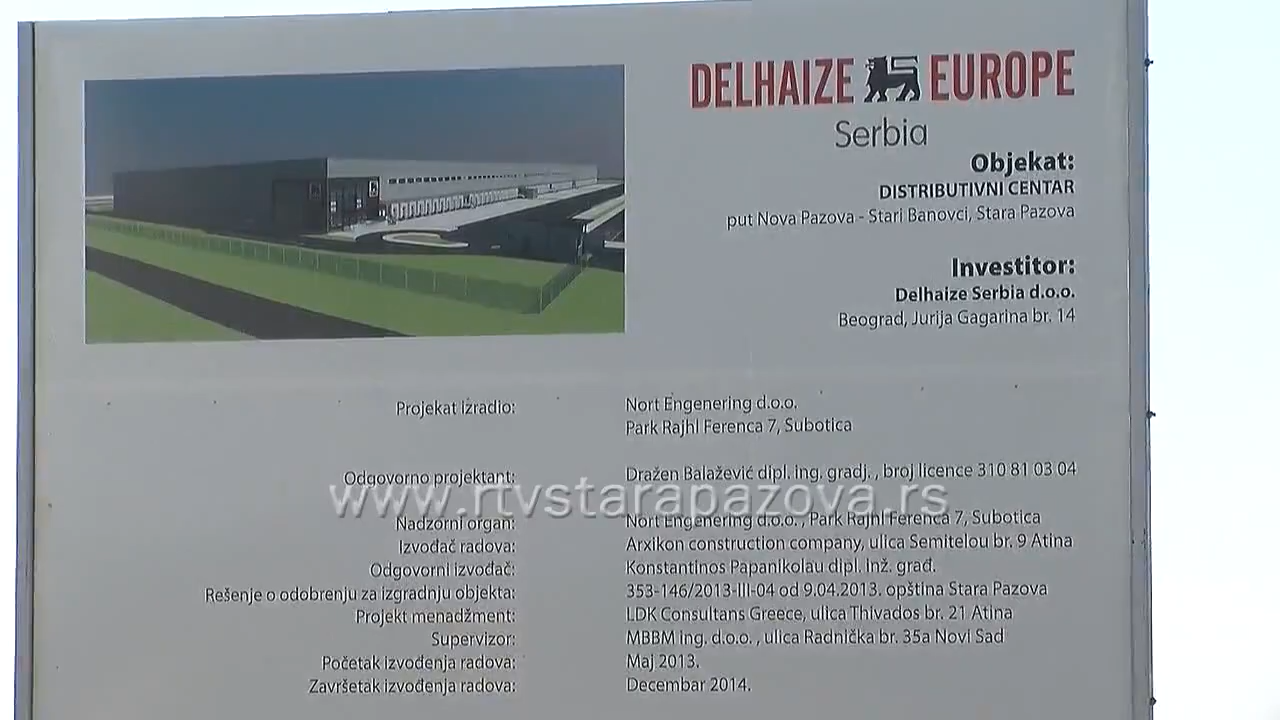 DELHAIZE EUROPE
Serbia
Objekat:
DISTRIBUTIVNI CENTAR
put Nova Pazova - Stari Banovci, Stara Pazova
Investitor:
Delhaize Serbia d.o.o.
Beograd, Jurija Gagarina br. 14
Projekat izradio: Nort Engenering d.o.o.
Park Rajhl Ferenca 7, Subotica
Odgovorno projektant: Dražen Balažević dipl. ing. gradj. , broj licence 310 81 03 04
www.rtvstarapazova.rs
Nadzorni organ: Nort Engenering d.o.o. , Park Rajhl Ferenca 7, Subotica
Izvođač radova: Arxikon construction company, ulica Semitelou br. 9 Atina
Odgovorni izvođač: Konstantinos Papanikolau dipl. inž. građ.
Rešenje o odobrenju za izgradnju objekta: 353-146/2013-III-04 od 9.04.2013. opština Stara Pazova
Projekt menadžment: LDK Consultans Greece, ulica Thivados br. 21 Atina
Supervizor: MBBM ing. d.o.o. , ulica Radnička br. 35a Novi Sad
Početak izvođenja radova: Maj 2013.
Završetak izvođenja radova: Decembar 2014.